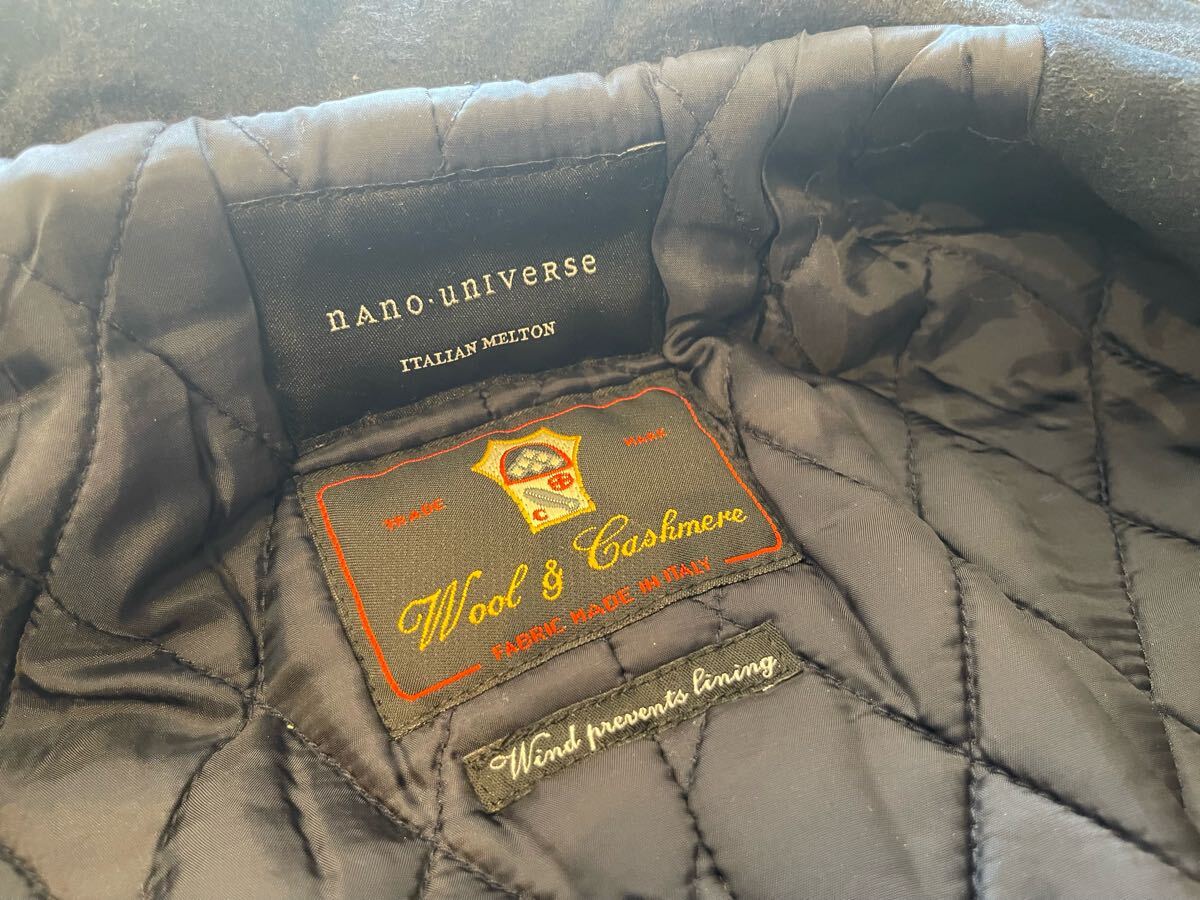 nano·universe
ITALIAN MELTON
TRADE MARK
C
Wool & Cashmere
FABRIC MADE IN ITALY
Wind prevents lining